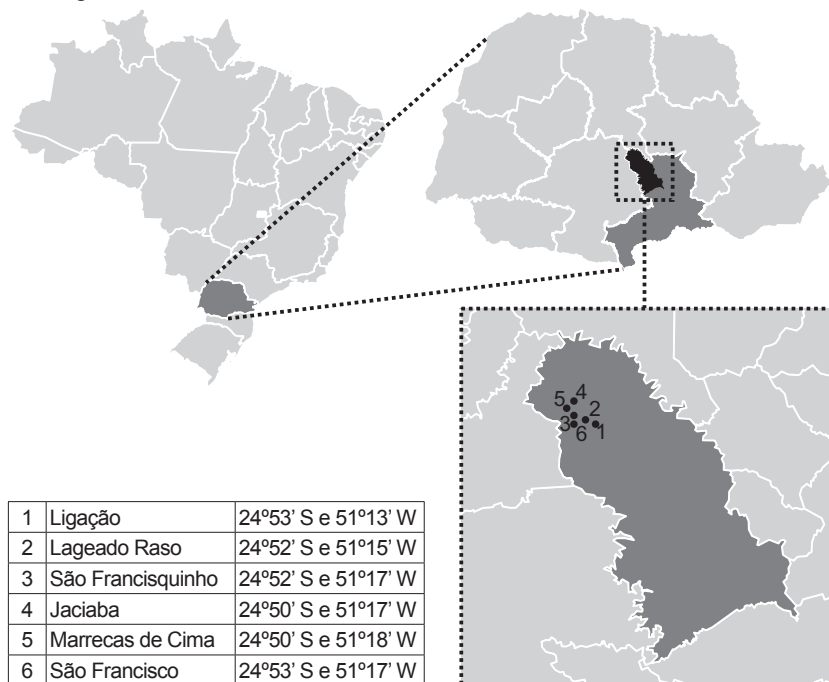 4
5
2
3
1
6
1 Ligação 24º53’ S e 51º13’ W
2 Lageado Raso 24º52’ S e 51º15’ W
3 São Francisquinho 24º52’ S e 51º17’ W
4 Jaciaba 24º50’ S e 51º17’ W
5 Marrecas de Cima 24º50’ S e 51º18’ W
6 São Francisco 24º53’ S e 51º17’ W